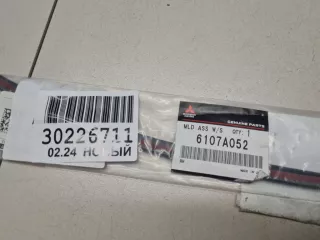 30226711
02.24 НОВЫЙ
GENUINE PARTS
MLD ASS W/S QTY: 1
6107A052